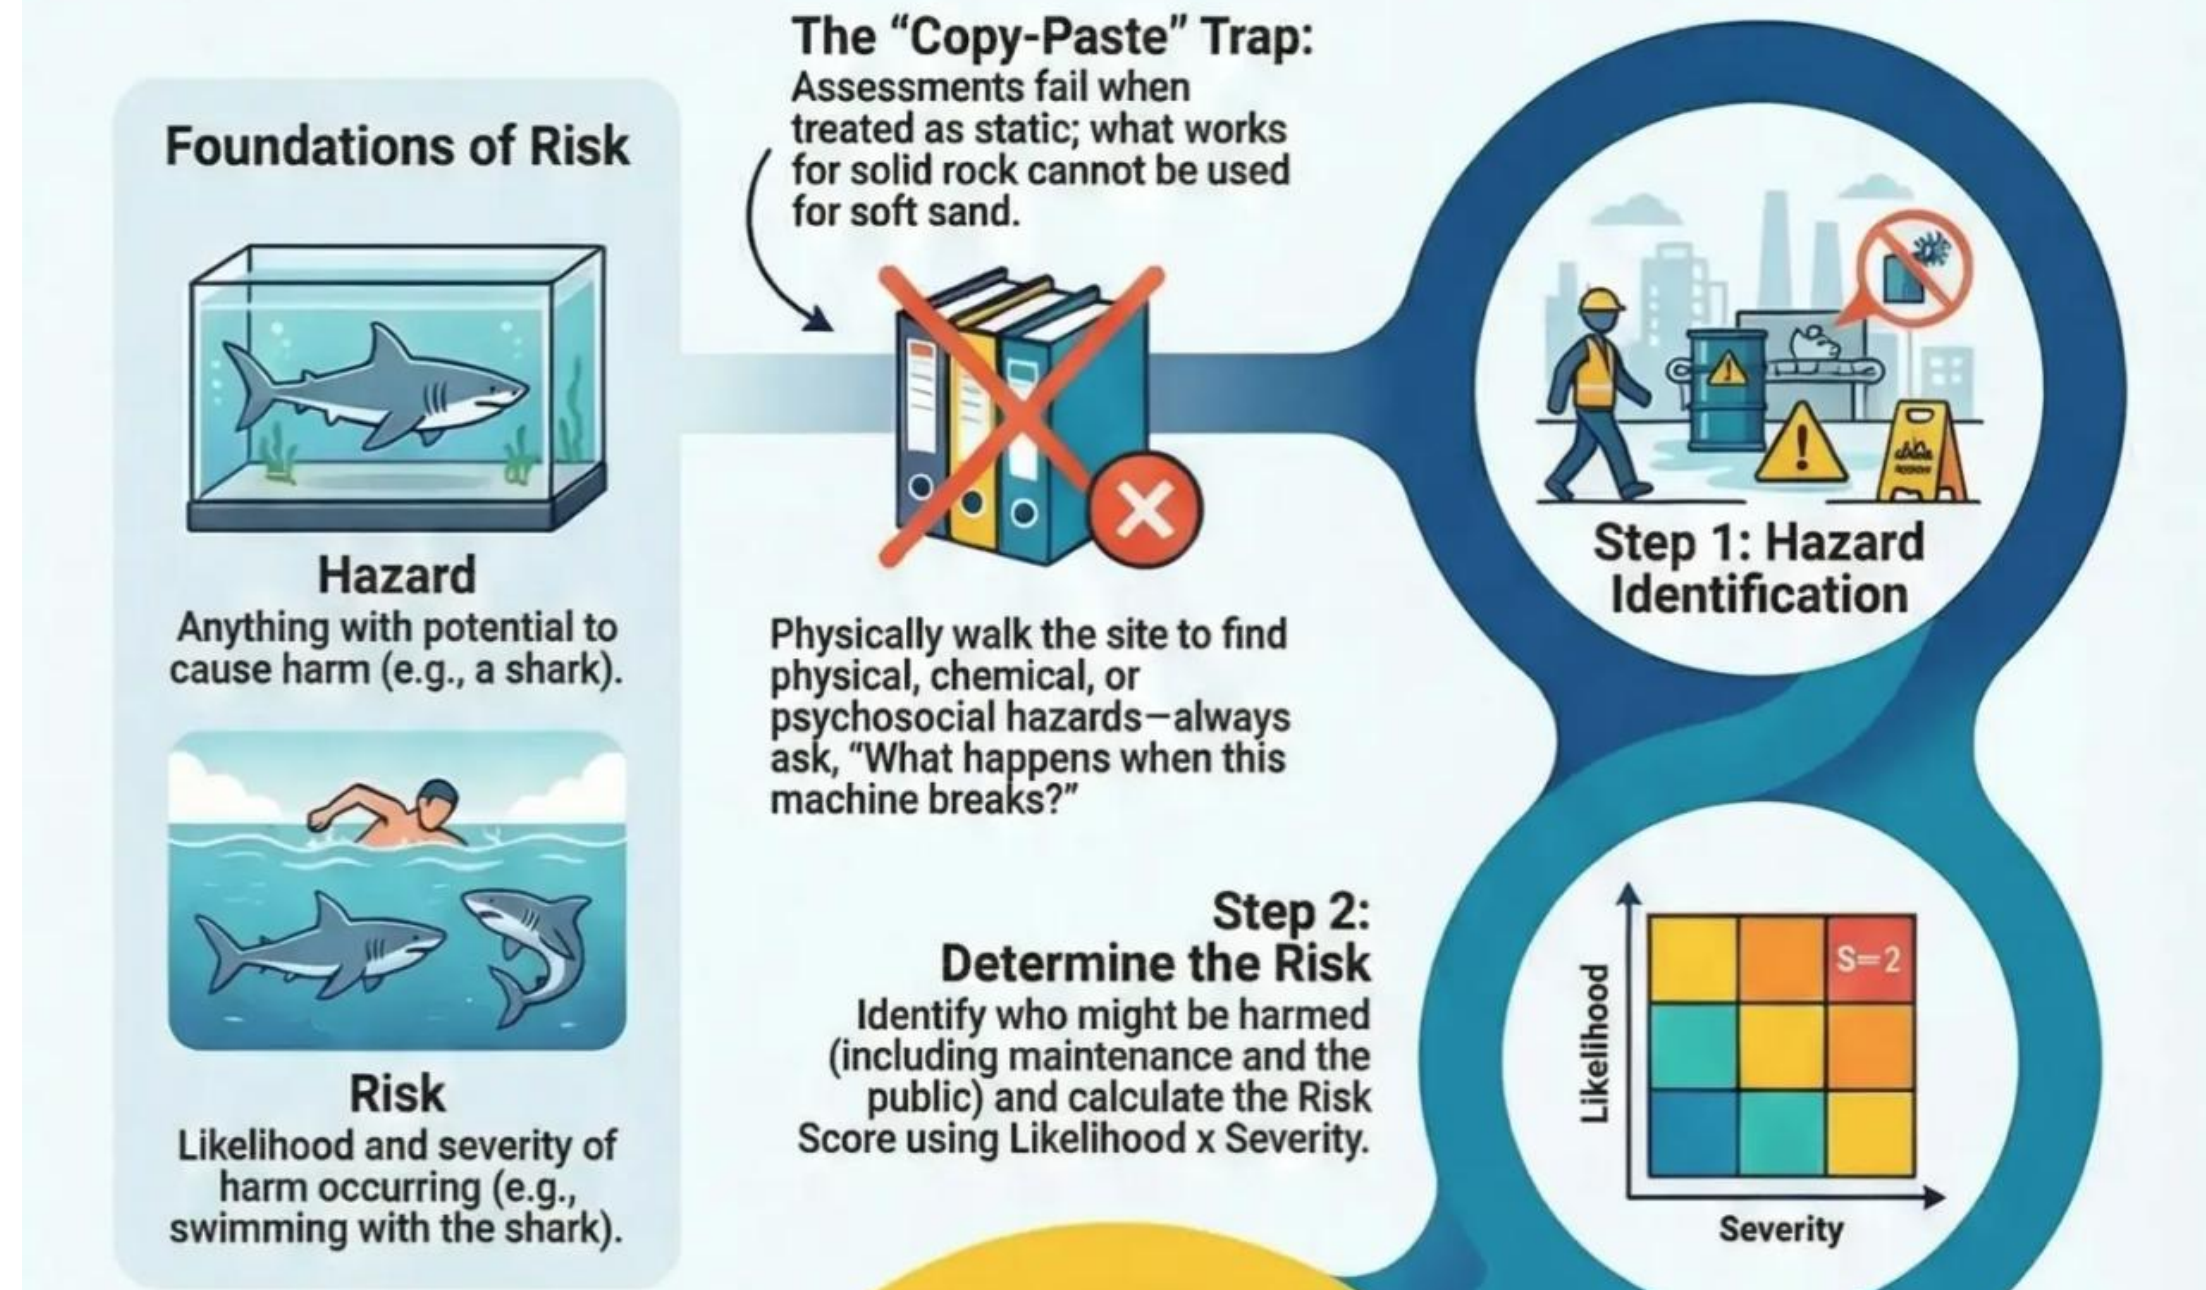 Foundations of Risk
Hazard
Anything with potential to
cause harm (e.g., a shark).
Risk
Likelihood and severity of
harm occurring (e.g.,
swimming with the shark).
The “Copy-Paste” Trap:
Assessments fail when
treated as static; what works
for solid rock cannot be used
for soft sand.
Physically walk the site to find
physical, chemical, or
psychosocial hazards—always
ask, “What happens when this
machine breaks?”
Step 1: Hazard
Identification
Step 2:
Determine the Risk
Identify who might be harmed
(including maintenance and the
public) and calculate the Risk
Score using Likelihood x Severity.
Likelihood
S=2
Severity